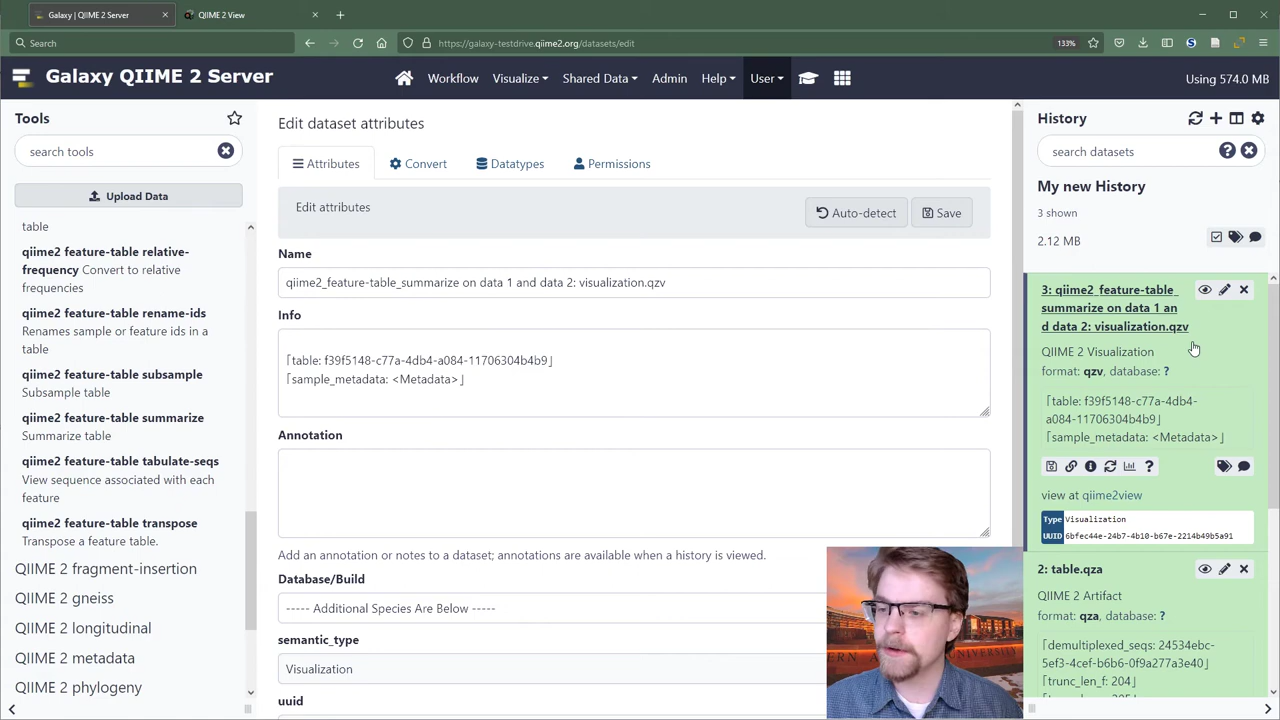 Galaxy | QIIME 2 Server
QIIME 2 View
Search
https://galaxy-testdrive.qiime2.org/datasets/edit
133%
Galaxy QIIME 2 Server
Workflow
Visualize
Shared Data
Admin
Help
User
Using 574.0 MB
Tools
search tools
Upload Data
table
qiime2 feature-table relative-
frequency Convert to relative
frequencies
qiime2 feature-table rename-ids
Renames sample or feature ids in a
table
qiime2 feature-table subsample
Subsample table
qiime2 feature-table summarize
Summarize table
qiime2 feature-table tabulate-seqs
View sequence associated with each
feature
qiime2 feature-table transpose
Transpose a feature table.
QIIME 2 fragment-insertion
QIIME 2 gneiss
QIIME 2 longitudinal
QIIME 2 metadata
QIIME 2 phylogeny
Edit dataset attributes
Attributes
Convert
Datatypes
Permissions
Edit attributes
Auto-detect
Save
Name
qiime2_feature-table_summarize on data 1 and data 2: visualization.qzv
Info
⌈table: f39f5148-c77a-4db4-a084-11706304b4b9⌋
⌈sample_metadata: <Metadata>⌋
Annotation
Add an annotation or notes to a dataset; annotations are available when a history is viewed.
Database/Build
----- Additional Species Are Below -----
semantic_type
Visualization
uuid
History
search datasets
My new History
3 shown
2.12 MB
3: qiime2_feature-table_
summarize on data 1 an
d data 2: visualization.qzv
QIIME 2 Visualization
format: qzv, database: ?
⌈table: f39f5148-c77a-4db4-
a084-11706304b4b9⌋
⌈sample_metadata: <Metadata>⌋
view at qiime2view
Type Visualization
UUID 6bfec44e-24b7-4b10-b67e-2214b49b5a91
2: table.qza
QIIME 2 Artifact
format: qza, database: ?
⌈demultiplexed_seqs: 24534ebc-
5ef3-4cef-b6b6-0f9a277a3e40⌋
⌈trunc_len_f: 204⌋